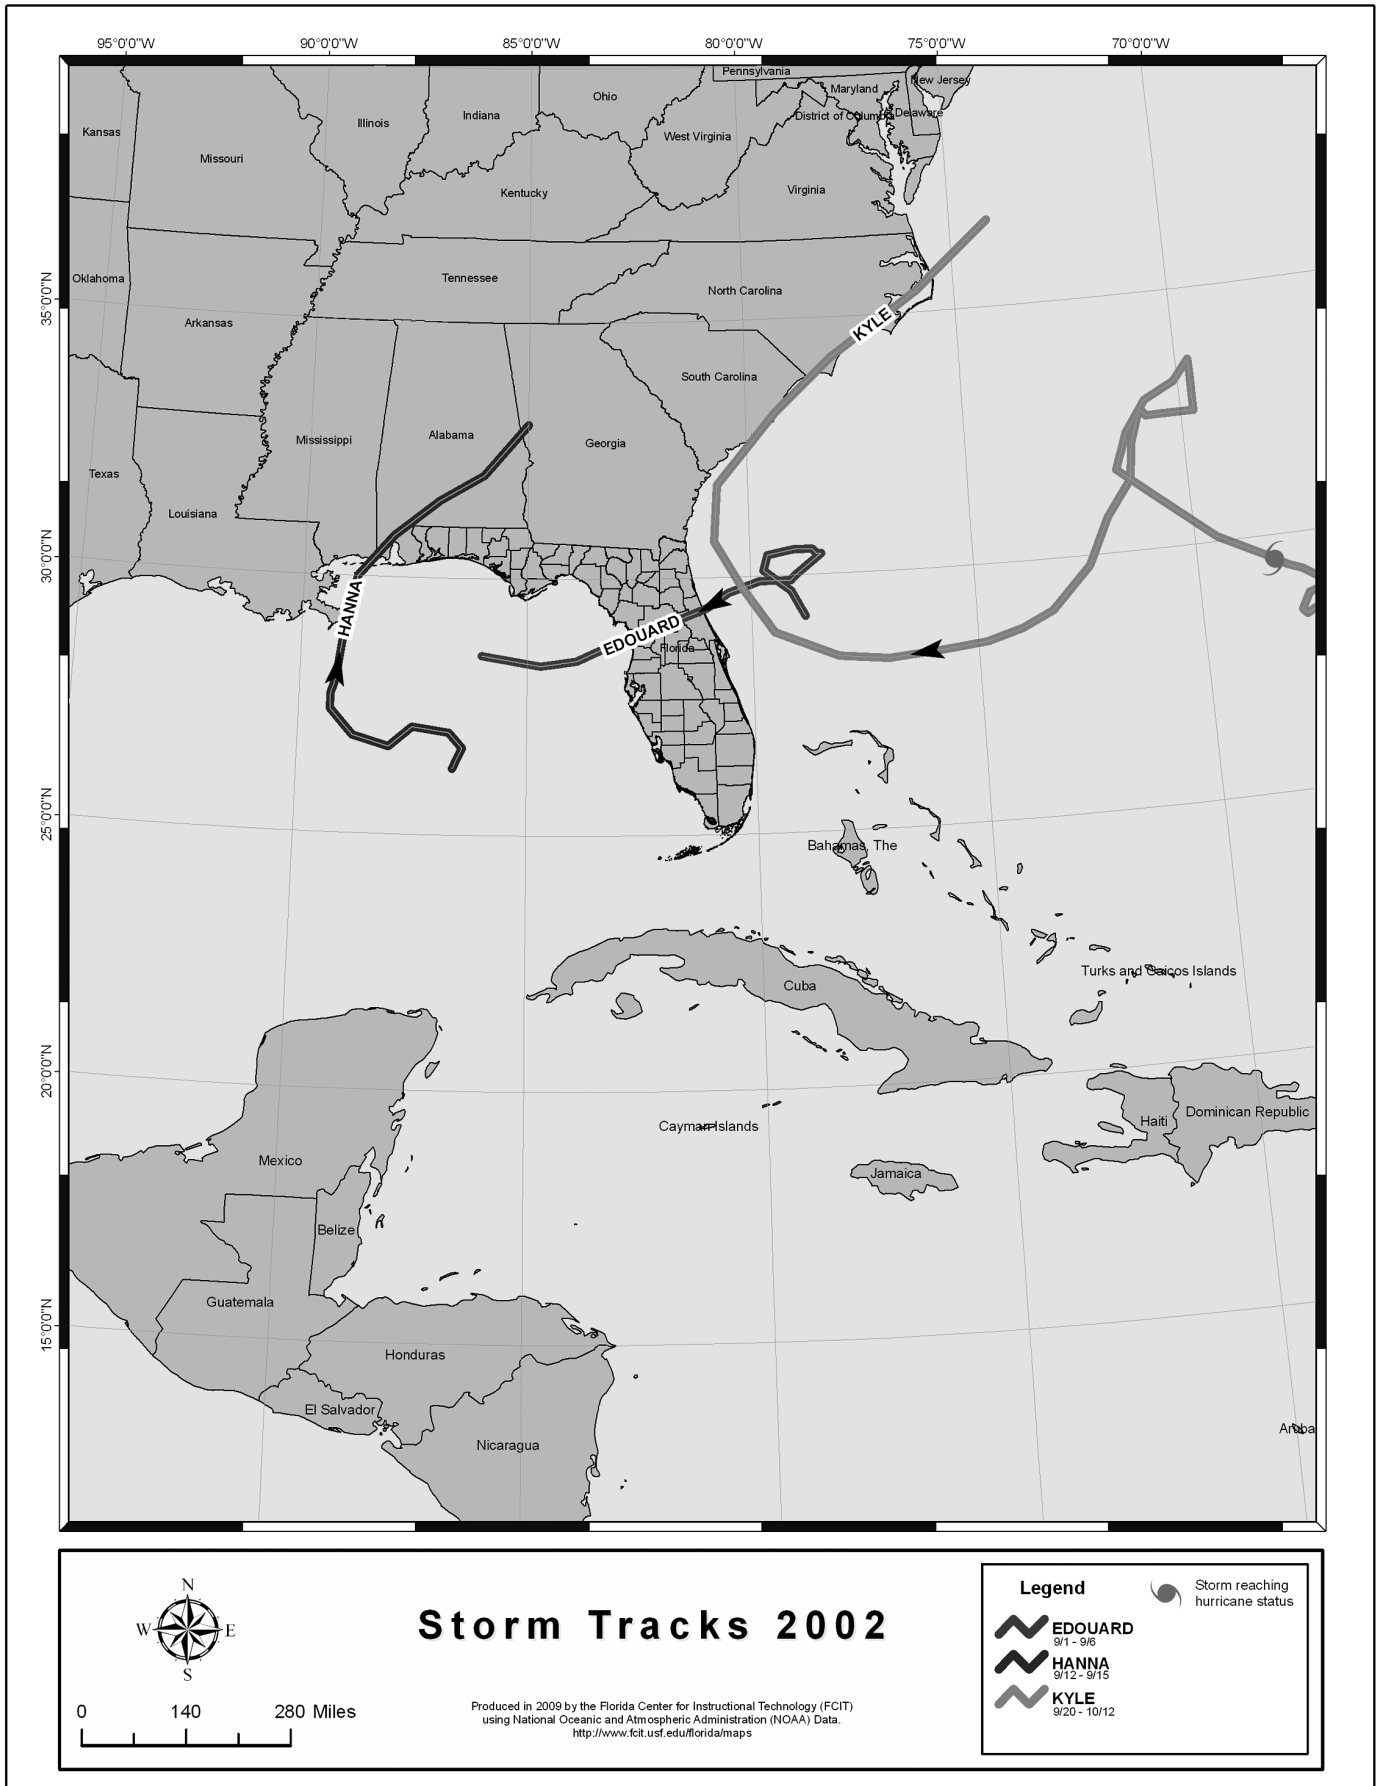 95°0'0"W 90°0'0"W 85°0'0"W 80°0'0"W 75°0'0"W 70°0'0"W
Pennsylvania
New Jersey
Maryland
Ohio
Delaware
Indiana
District of Columbia
Illinois
Kansas
West Virginia
Missouri
Virginia
Kentucky
Tennessee
Oklahoma
North Carolina
35°0'0"N
Arkansas
KYLE
South Carolina
Alabama
Mississippi
Georgia
Texas
Louisiana
30°0'0"N
HANNA
EDOUARD
Florida
25°0'0"N
Bahamas, The
Turks and Caicos Islands
Cuba
20°0'0"N
Dominican Republic
Haiti
Cayman Islands
Mexico
Jamaica
Belize
Guatemala
15°0'0"N
Honduras
El Salvador
Aruba
Nicaragua
N
W E
S
0 140 280 Miles
Storm Tracks 2002
Produced in 2009 by the Florida Center for Instructional Technology (FCIT)
using National Oceanic and Atmospheric Administration (NOAA) Data.
http://www.fcit.usf.edu/florida/maps
Legend
EDOUARD
9/1 - 9/6
HANNA
9/12 - 9/15
KYLE
9/20 - 10/12
Storm reaching
hurricane status